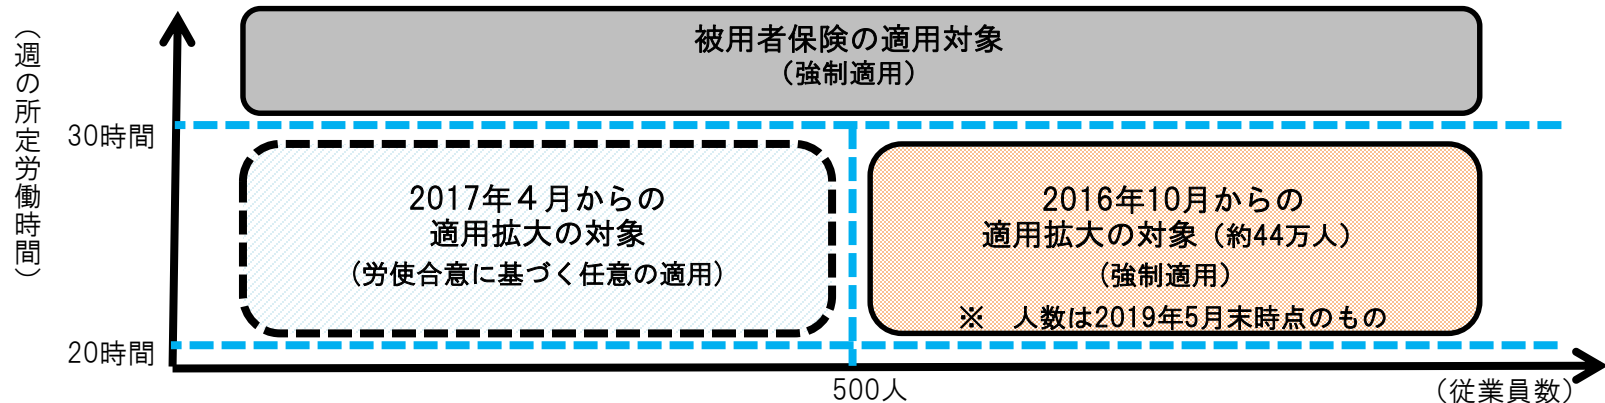 （週の所定労働時間）
被用者保険の適用対象
（強制適用）
30時間
2017年４月からの
適用拡大の対象
（労使合意に基づく任意の適用）
2016年10月からの
適用拡大の対象（約44万人）
（強制適用）
※　人数は2019年5月末時点のもの
20時間
500人
（従業員数）